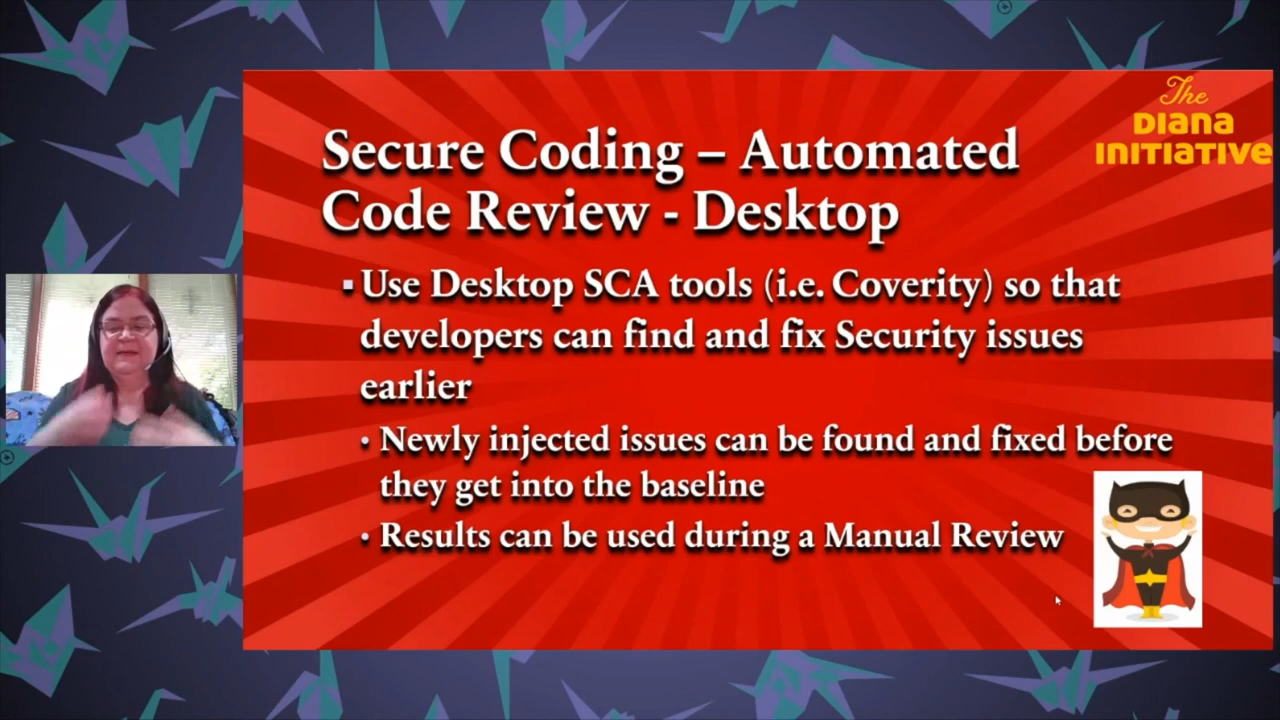 The
DIANA
INITIATIVE
Secure Coding – Automated
Code Review - Desktop
▪ Use Desktop SCA tools (i.e. Coverity) so that
developers can find and fix Security issues
earlier
• Newly injected issues can be found and fixed before
they get into the baseline
• Results can be used during a Manual Review